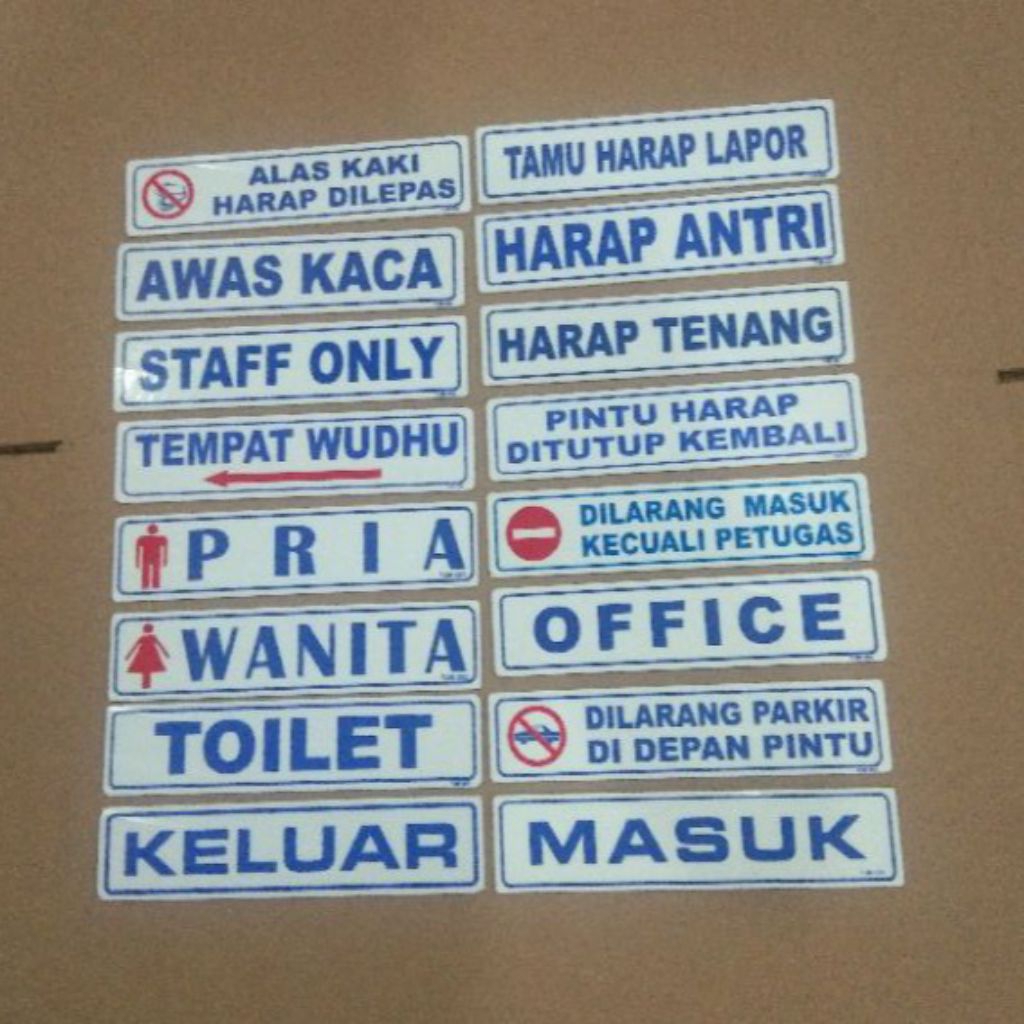 ALAS KAKI
HARAP DILEPAS
AWAS KACA
STAFF ONLY
TEMPAT WUDHU
PRIA
WANITA
TOILET
KELUAR
TAMU HARAP LAPOR
HARAP ANTRI
HARAP TENANG
PINTU HARAP
DITUTUP KEMBALI
DILARANG MASUK
KECUALI PETUGAS
OFFICE
DILARANG PARKIR
DI DEPAN PINTU
MASUK